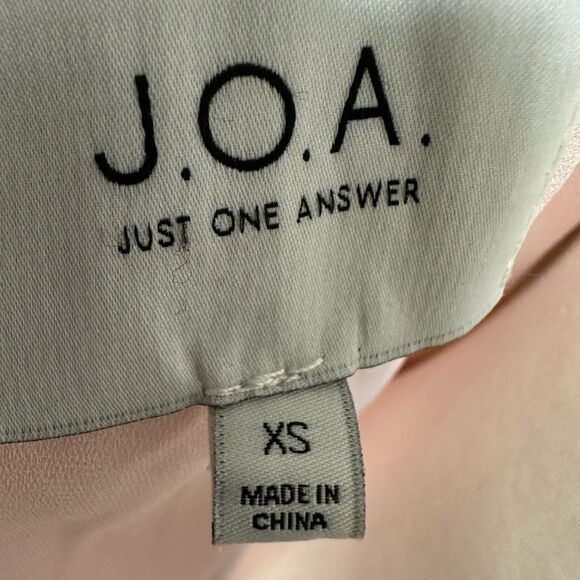 J.O.A.
JUST ONE ANSWER
XS
MADE IN
CHINA